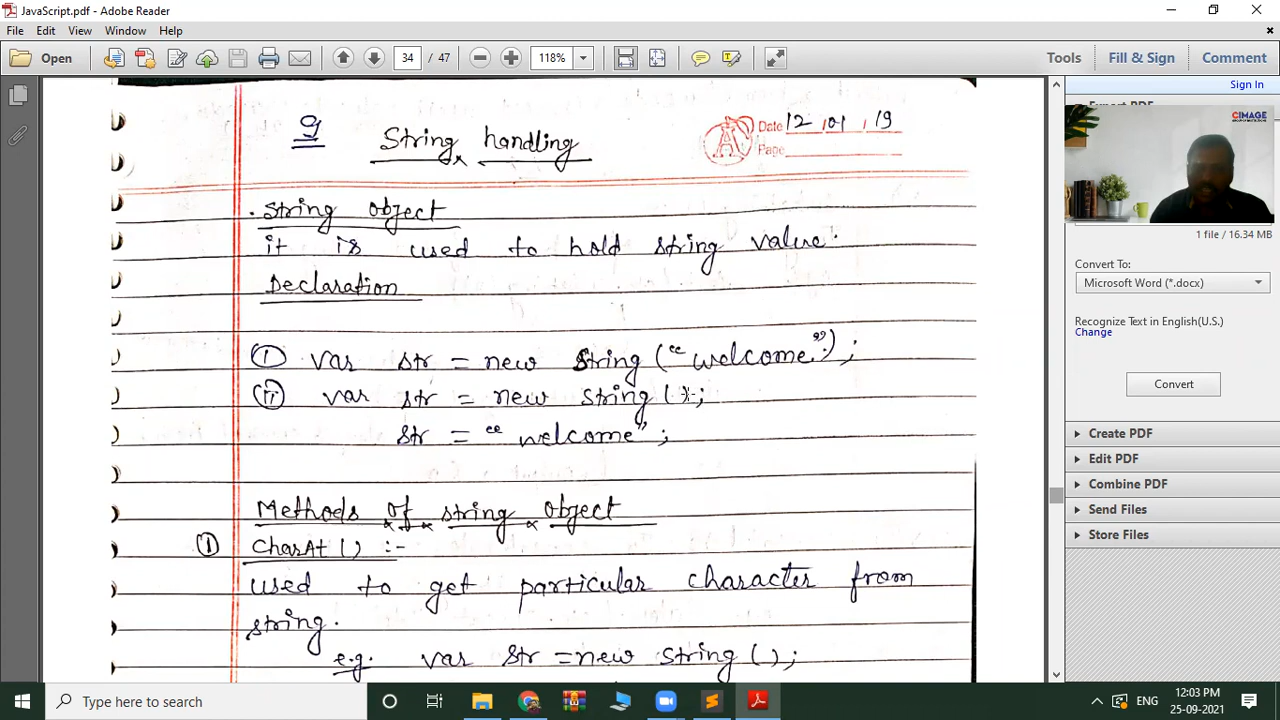 JavaScript.pdf - Adobe Reader
File Edit View Window Help
Open 34 / 47 118% Tools Fill & Sign Comment
Sign In
Export PDF
CIMAGE
9 String handling
Date 12, 01, 19
Page
. String object
it is used to hold string value.
Declaration
(i) var str = new String ("welcome");
(ii) var str = new String ( );
str = "welcome";
Methods of string object
(1) CharAt () :-
used to get particular character from
string.
e.g. var str = new String ( );
1 file / 16.34 MB
Convert To:
Microsoft Word (*.docx)
Recognize Text in English(U.S.)
Change
Convert
Create PDF
Edit PDF
Combine PDF
Send Files
Store Files
Type here to search
ENG
12:03 PM
25-09-2021